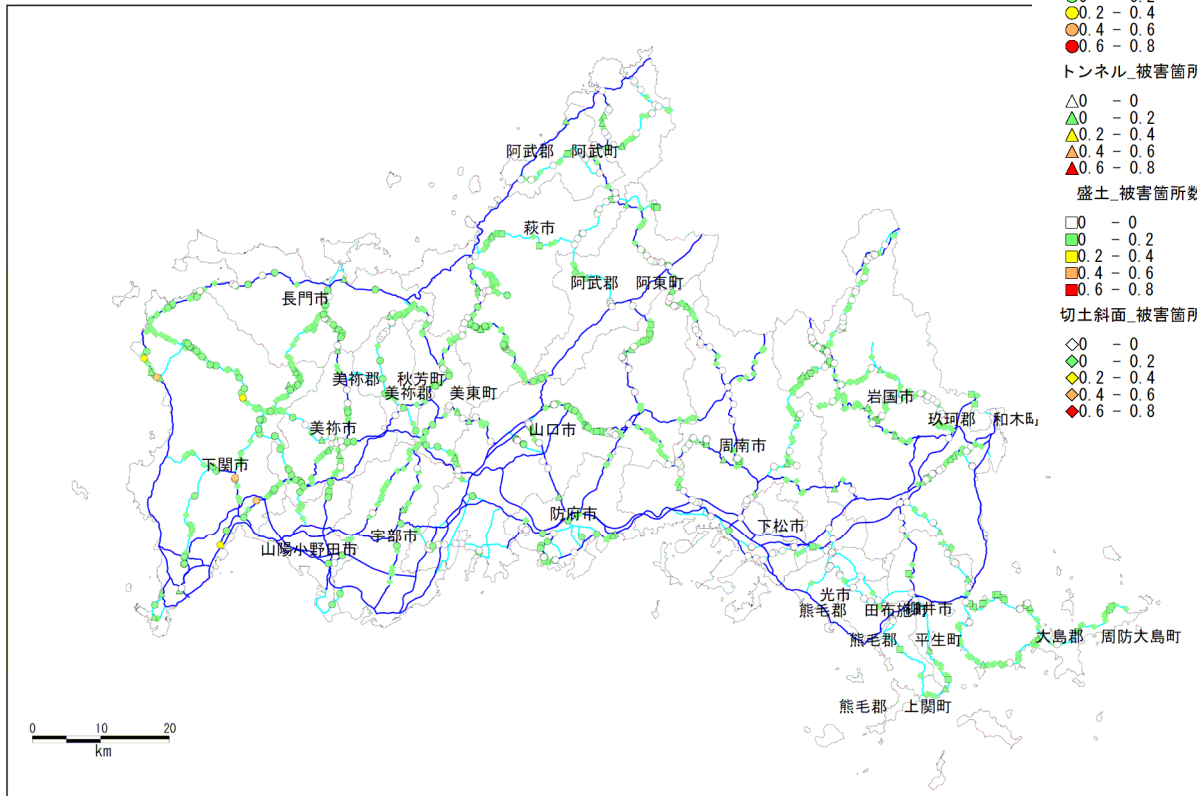 0.2 - 0.4
0.4 - 0.6
0.6 - 0.8
トンネル_被害箇所
0 - 0
0 - 0.2
0.2 - 0.4
0.4 - 0.6
0.6 - 0.8
盛土_被害箇所数
0 - 0
0 - 0.2
0.2 - 0.4
0.4 - 0.6
0.6 - 0.8
切土斜面_被害箇所
0 - 0
0 - 0.2
0.2 - 0.4
0.4 - 0.6
0.6 - 0.8
阿武郡 阿武町
萩市
阿武郡 阿東町
長門市
美祢郡 秋芳町
美祢郡 美東町
岩国市
玖珂郡 和木町
美祢市
山口市
周南市
下関市
防府市
下松市
宇部市
山陽小野田市
光市
熊毛郡 田布施町
柳井市
熊毛郡 平生町
大島郡 周防大島町
熊毛郡 上関町
0 10 20
km